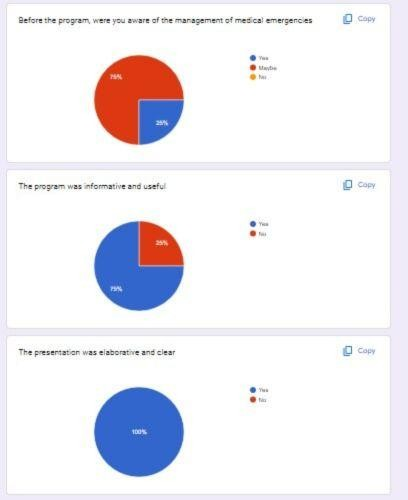 Before the program, were you aware of the management of medical emergencies
Copy
75%
25%
Yes
Maybe
No
The program was informative and useful
Copy
25%
75%
Yes
No
The presentation was elaborative and clear
Copy
100%
Yes
No